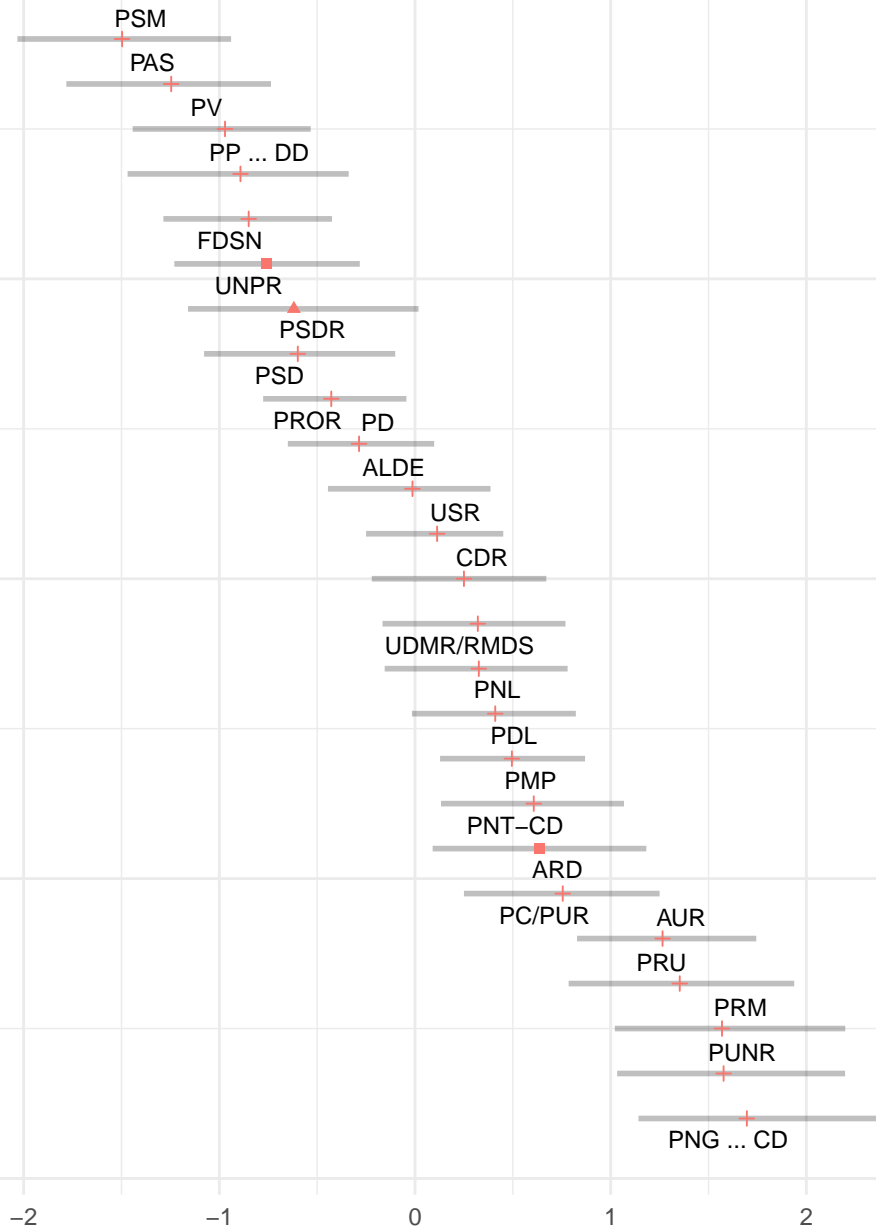 PSM
PAS
PV
PP ... DD
FDSN
UNPR
PSDR
PSD
PROR PD
ALDE
USR
CDR
UDMR/RMDS
PNL
PDL
PMP
PNT−CD
ARD
PC/PUR AUR
PRU
PRM
PUNR
PNG ... CD
−2 −1 0 1 2